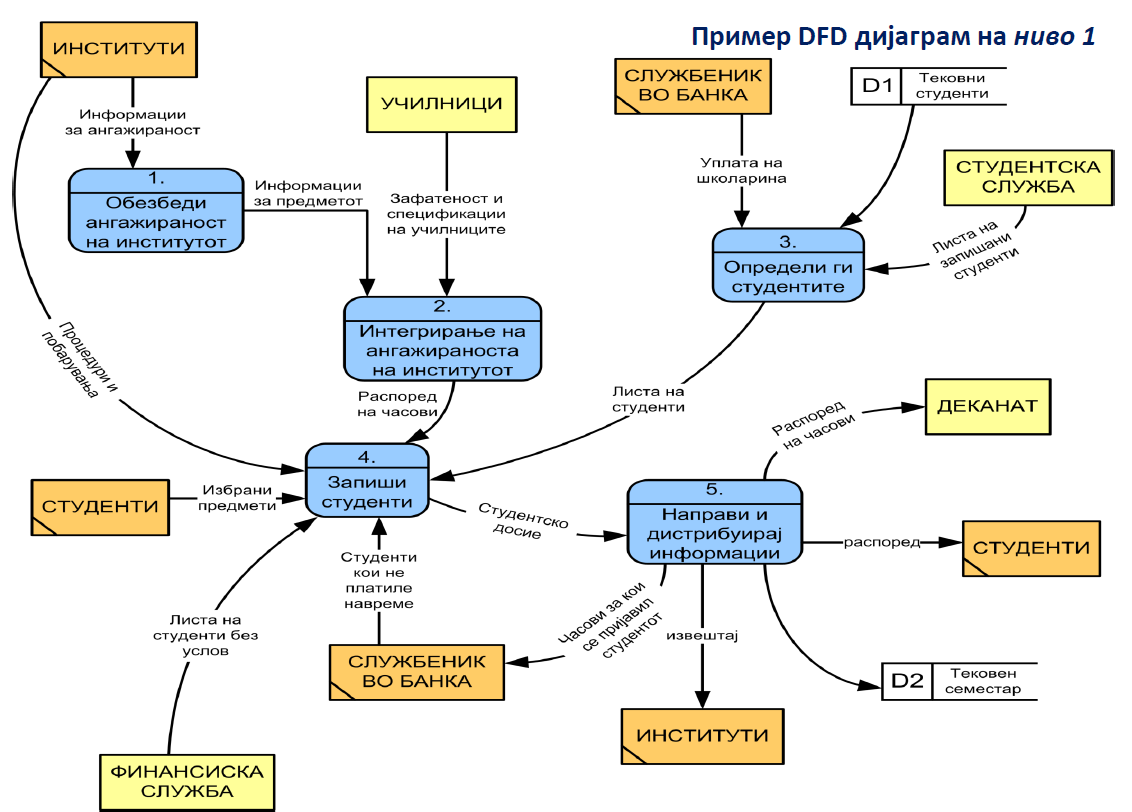 Пример DFD дијаграм на ниво 1
ИНСТИТУТИ
Информации
за ангажираност
УЧИЛНИЦИ
СЛУЖБЕНИК
ВО БАНКА
D1
Тековни
студенти
Уплата на
школарина
СТУДЕНТСКА
СЛУЖБА
1.
Обезбеди
ангажираност
на институтот
Информации
за предметот
Зафатеност и
спецификации
на училниците
3.
Определи ги
студентите
Листа на
запишани
студенти
2.
Интегрирање на
ангажираноста
на институтот
Процедури и
побарувања
Распоред
на часови
Листа на
студенти
Распоред
на часови
ДЕКАНАТ
4.
Запиши
студенти
СТУДЕНТИ
Избрани
предмети
Студентско
досие
5.
Направи и
дистрибуирај
информации
распоред
СТУДЕНТИ
Студенти
кои не
платиле
навреме
Листа на
студенти без
услов
Часови за кои
се пријавил
студентот
извештај
СЛУЖБЕНИК
ВО БАНКА
D2
Тековен
семестар
ИНСТИТУТИ
ФИНАНСИСКА
СЛУЖБА